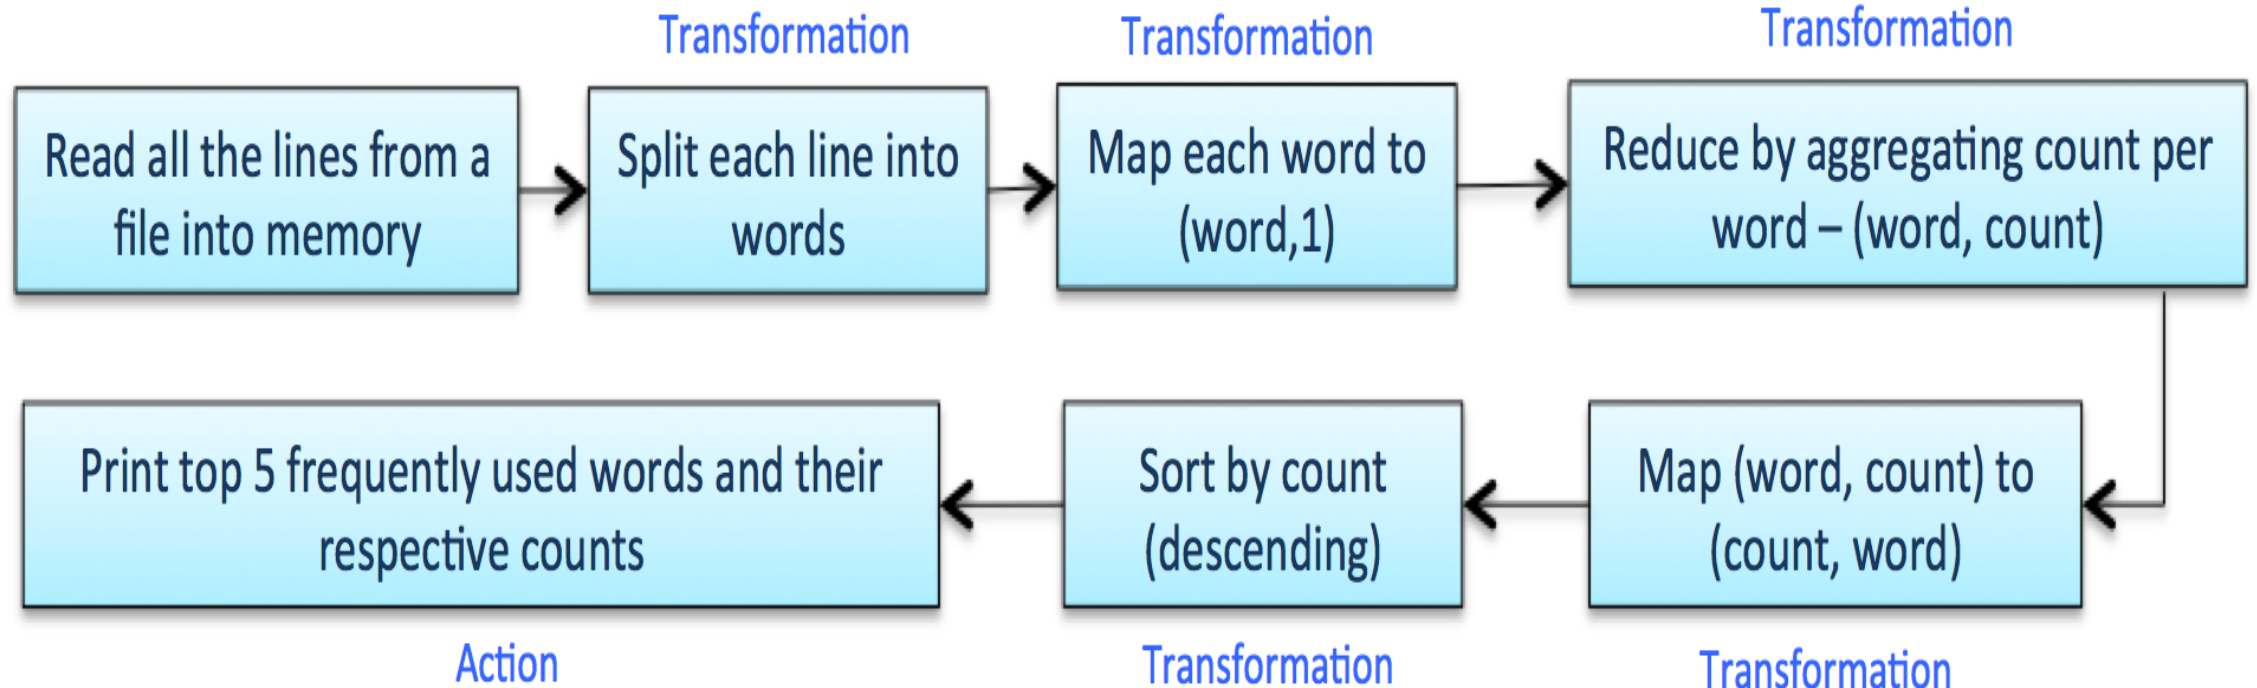 Transformation
Transformation
Transformation
Read all the lines from a
file into memory
Split each line into
words
Map each word to
(word,1)
Reduce by aggregating count per
word – (word, count)
Map (word, count) to
(count, word)
Transformation
Sort by count
(descending)
Transformation
Print top 5 frequently used words and their
respective counts
Action